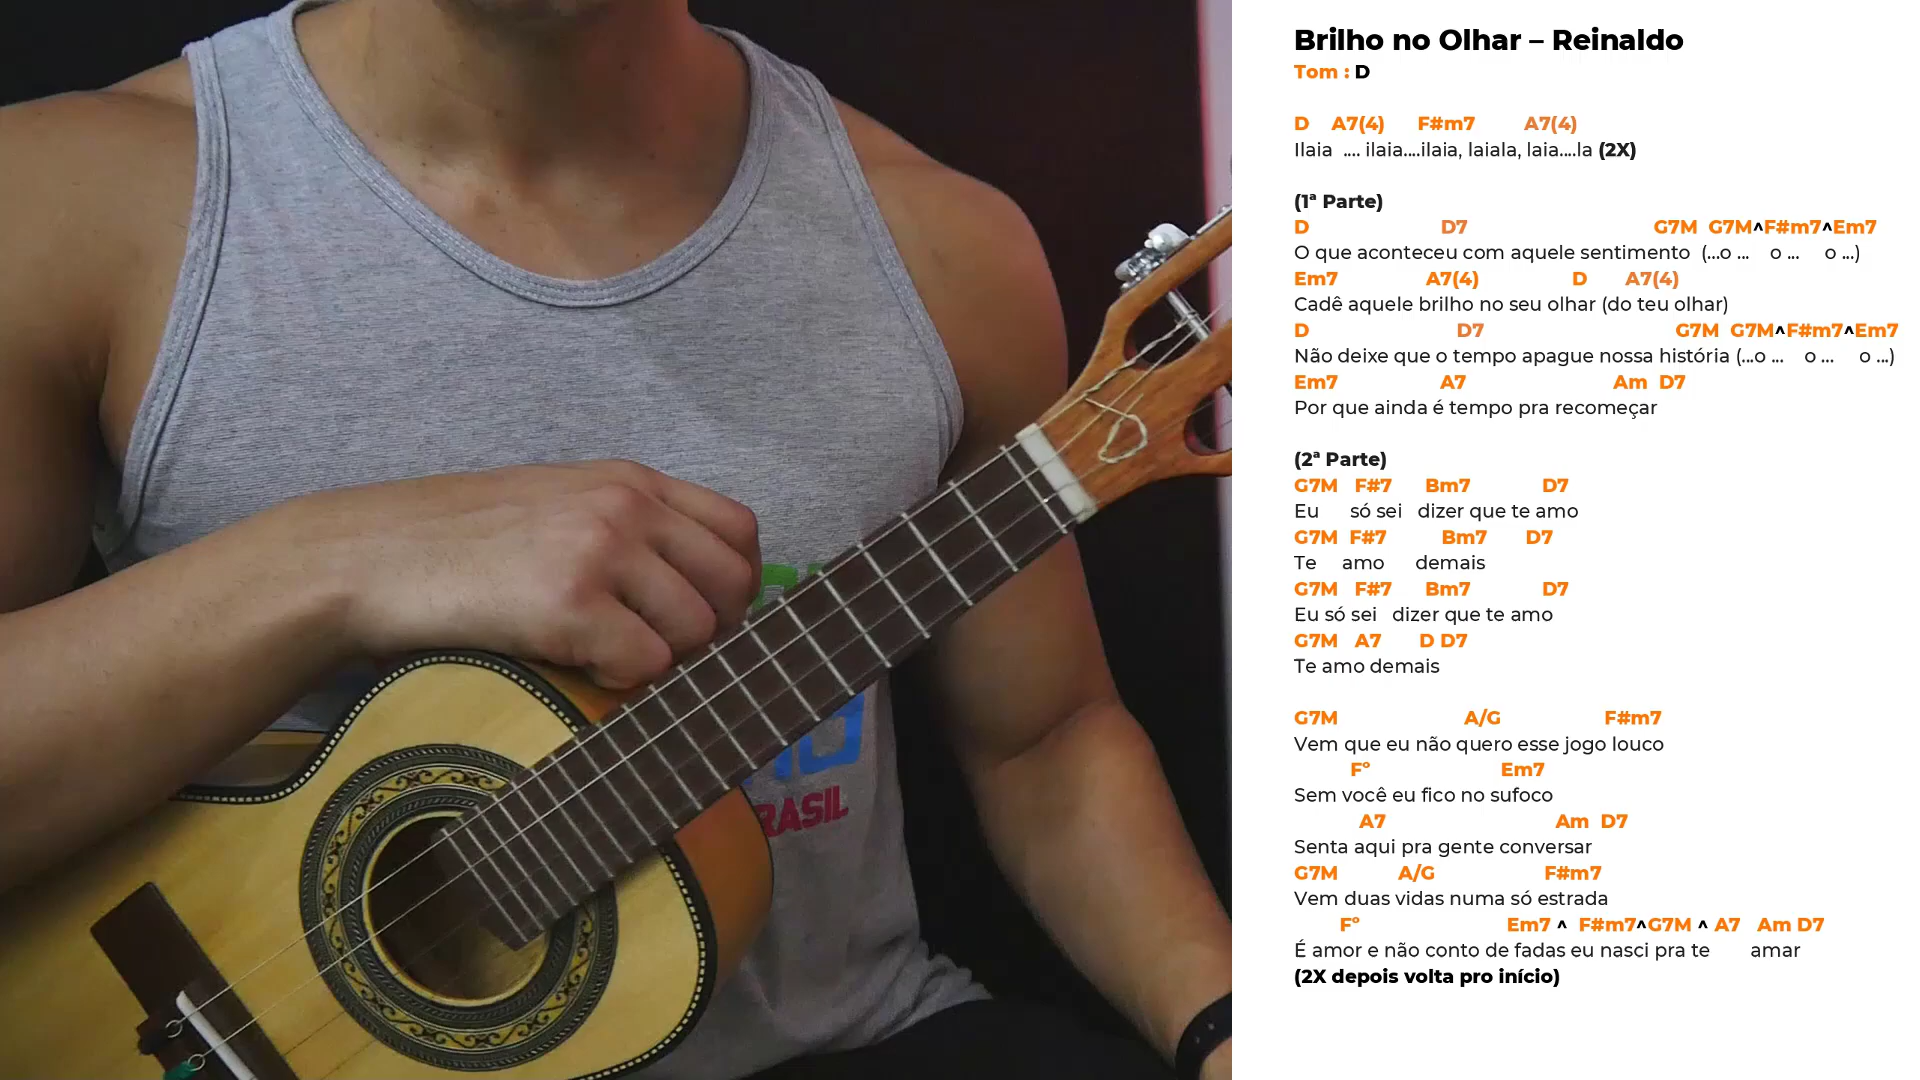 Brilho no Olhar – Reinaldo
Tom : D
D A7(4) F#m7 A7(4)
Ilaia .... ilaia....ilaia, laiala, laia....la (2X)
(1ª Parte)
D D7 G7M G7M^F#m7^Em7
O que aconteceu com aquele sentimento (...o ... o ... o ...)
Em7 A7(4) D A7(4)
Cadê aquele brilho no seu olhar (do teu olhar)
D D7 G7M G7M^F#m7^Em7
Não deixe que o tempo apague nossa história (...o ... o ... o ...)
Em7 A7 Am D7
Por que ainda é tempo pra recomeçar
(2ª Parte)
G7M F#7 Bm7 D7
Eu só sei dizer que te amo
G7M F#7 Bm7 D7
Te amo demais
G7M F#7 Bm7 D7
Eu só sei dizer que te amo
G7M A7 D D7
Te amo demais
G7M A/G F#m7
Vem que eu não quero esse jogo louco
Fº Em7
Sem você eu fico no sufoco
A7 Am D7
Senta aqui pra gente conversar
G7M A/G F#m7
Vem duas vidas numa só estrada
Fº Em7 ^ F#m7^G7M ^ A7 Am D7
É amor e não conto de fadas eu nasci pra te amar
(2X depois volta pro início)
RASIL